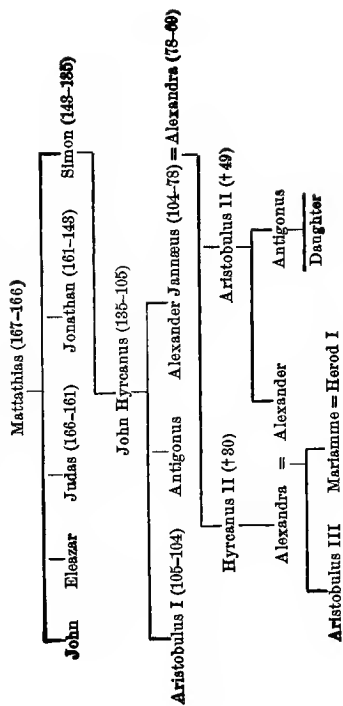 Mattathias (167–166)
John Eleazar Judas (166–161) Jonathan (161–143) Simon (143–135)
John Hyrcanus (135–105)
Aristobulus I (105–104) Antigonus Alexander Jannæus (104–78) = Alexandra (78–69)
Hyrcanus II (+30) Aristobulus II (+49)
Alexandra = Alexander Antigonus
Daughter
Aristobulus III Mariamme = Herod I